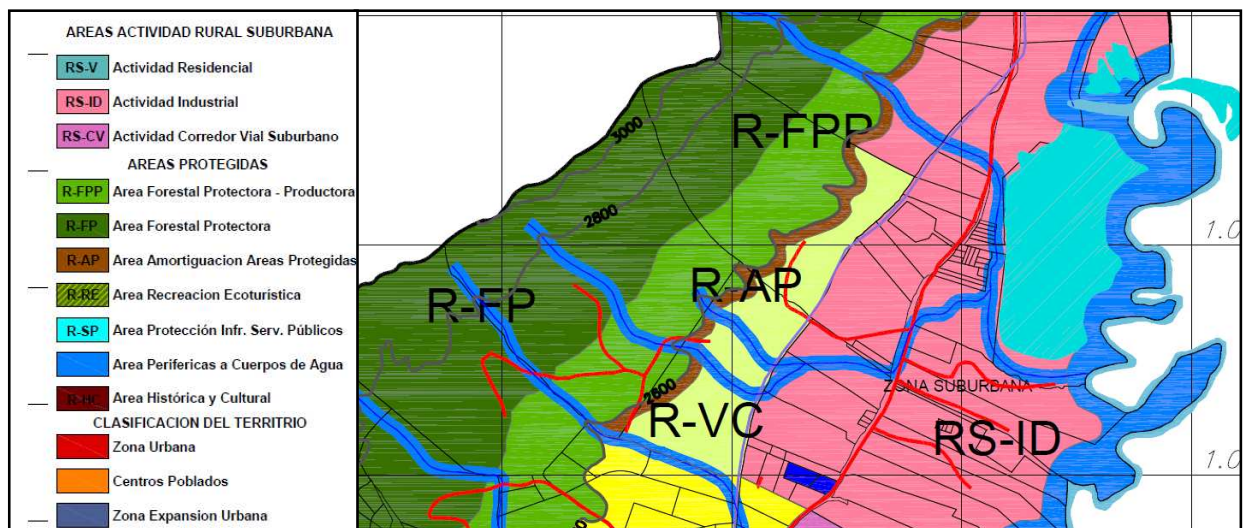 AREAS ACTIVIDAD RURAL SUBURBANA
RS-V Actividad Residencial
RS-ID Actividad Industrial
RS-CV Actividad Corredor Vial Suburbano
AREAS PROTEGIDAS
R-FPP Area Forestal Protectora - Productora
R-FP Area Forestal Protectora
R-AP Area Amortiguacion Areas Protegidas
R-RE Area Recreacion Ecoturística
R-SP Area Protección Infr. Serv. Públicos
Area Perifericas a Cuerpos de Agua
R-HC Area Histórica y Cultural
CLASIFICACION DEL TERRITRIO
Zona Urbana
Centros Poblados
Zona Expansion Urbana
3000
R-FPP
2800
1.0
R-AP
R-FP
ZONA SUBURBANA
2600
R-VC
RS-ID
1.0